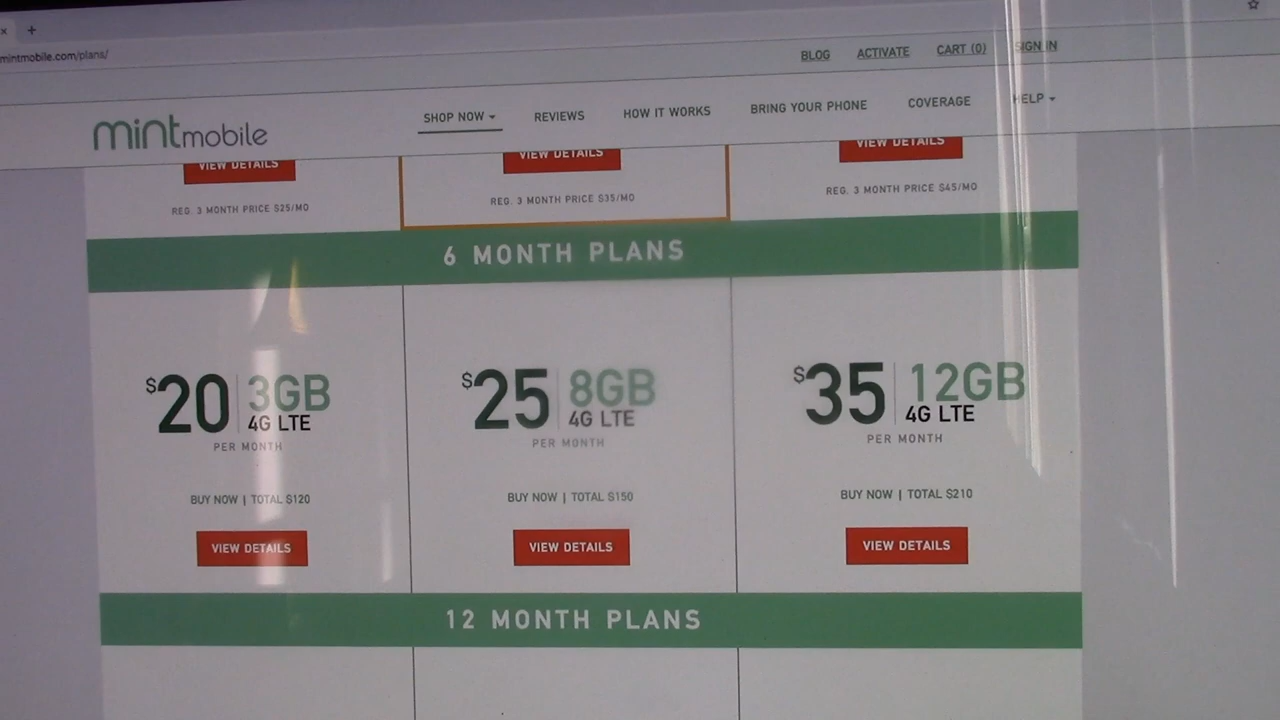 × +
mintmobile.com/plans/
BLOG ACTIVATE CART (0) SIGN IN
mintmobile SHOP NOW REVIEWS HOW IT WORKS BRING YOUR PHONE COVERAGE HELP
VIEW DETAILS VIEW DETAILS VIEW DETAILS
REG. 3 MONTH PRICE $25/MO REG. 3 MONTH PRICE $35/MO REG. 3 MONTH PRICE $45/MO
6 MONTH PLANS
$20 3GB $25 8GB $35 12GB
4G LTE 4G LTE 4G LTE
PER MONTH PER MONTH PER MONTH
BUY NOW | TOTAL $120 BUY NOW | TOTAL $150 BUY NOW | TOTAL $210
VIEW DETAILS VIEW DETAILS VIEW DETAILS
12 MONTH PLANS